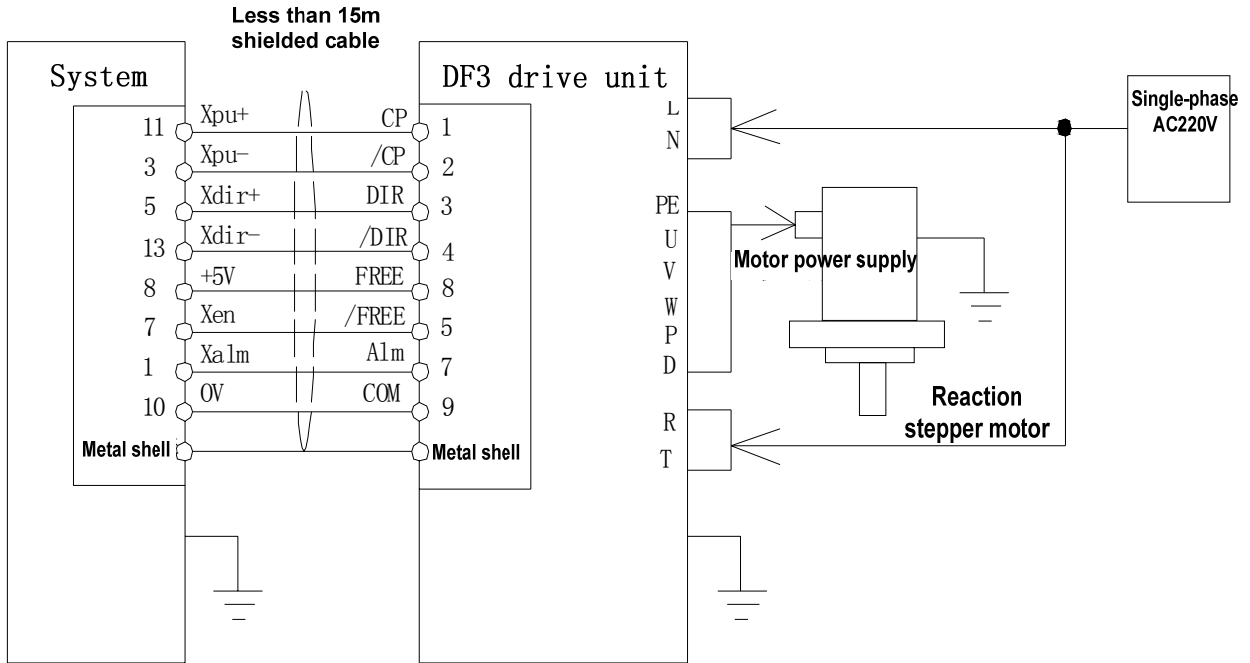 Less than 15m
shielded cable
System
DF3 drive unit
11 Xpu+ CP 1
3 Xpu- /CP 2
5 Xdir+ DIR 3
13 Xdir- /DIR 4
8 +5V FREE 8
7 Xen /FREE 5
1 Xalm Alm 7
10 0V COM 9
Metal shell Metal shell
L
N
PE
U
V
W
P
D
R
T
Motor power supply
Reaction
stepper motor
Single-phase
AC220V